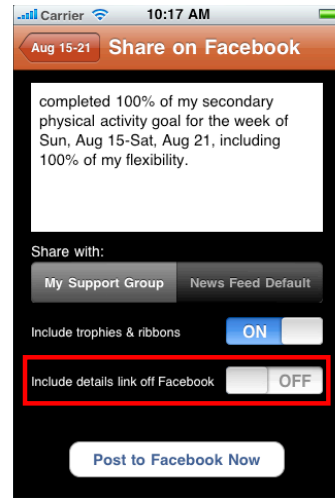 Carrier 10:17 AM
Aug 15-21 Share on Facebook
completed 100% of my secondary
physical activity goal for the week of
Sun, Aug 15-Sat, Aug 21, including
100% of my flexibility.
Share with:
My Support Group News Feed Default
Include trophies & ribbons ON
Include details link off Facebook OFF
Post to Facebook Now